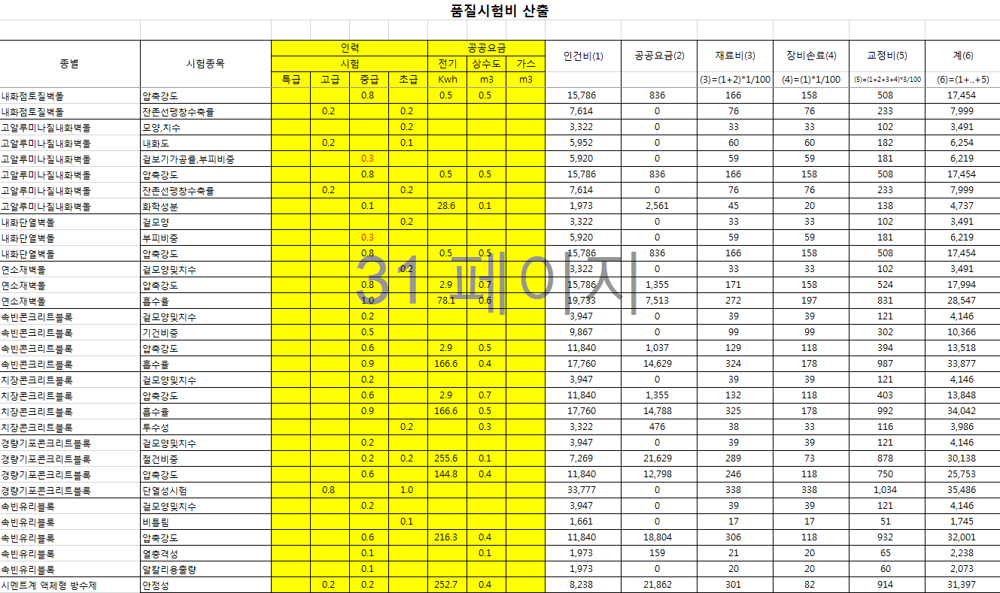 품질시험비 산출
종별 시험종목 인력 공공요금 인건비(1) 공공요금(2) 재료비(3) 장비손료(4) 교정비(5) 계(6)
시험 전기 상수도 가스
특급 고급 중급 초급 Kwh m3 m3 (3)=(1+2)*1/100 (4)=(1)*1/100 (5)=(1+2+3+4)*3/100 (6)=(1+..+5)
내화점토질벽돌 압축강도 0.8 0.5 0.5 15,786 836 166 158 508 17,454
내화점토질벽돌 잔존선팽창수축률 0.2 0.2 7,614 0 76 76 233 7,999
고알루미나질내화벽돌 모양,치수 0.2 3,322 0 33 33 102 3,491
고알루미나질내화벽돌 내화도 0.2 0.1 5,952 0 60 60 182 6,254
고알루미나질내화벽돌 겉보기기공률,부피비중 0.3 5,920 0 59 59 181 6,219
고알루미나질내화벽돌 압축강도 0.8 0.5 0.5 15,786 836 166 158 508 17,454
고알루미나질내화벽돌 잔존선팽창수축률 0.2 0.2 7,614 0 76 76 233 7,999
고알루미나질내화벽돌 화학성분 0.1 28.6 0.1 1,973 2,561 45 20 138 4,737
내화단열벽돌 겉모양 0.2 3,322 0 33 33 102 3,491
내화단열벽돌 부피비중 0.3 5,920 0 59 59 181 6,219
내화단열벽돌 압축강도 0.8 0.5 0.5 15,786 836 166 158 508 17,454
연소재벽돌 겉모양및치수 0.2 3,322 0 33 33 102 3,491
연소재벽돌 압축강도 0.8 2.9 0.7 15,786 1,355 171 158 524 17,994
연소재벽돌 흡수율 1.0 78.1 0.6 19,733 7,513 272 197 831 28,547
31 페이지
속빈콘크리트블록 겉모양및치수 0.2 3,947 0 39 39 121 4,146
속빈콘크리트블록 기건비중 0.5 9,867 0 99 99 302 10,366
속빈콘크리트블록 압축강도 0.6 2.9 0.5 11,840 1,037 129 118 394 13,518
속빈콘크리트블록 흡수율 0.9 166.6 0.4 17,760 14,629 324 178 987 33,877
치장콘크리트블록 겉모양및치수 0.2 3,947 0 39 39 121 4,146
치장콘크리트블록 압축강도 0.6 2.9 0.7 11,840 1,355 132 118 403 13,848
치장콘크리트블록 흡수율 0.9 166.6 0.5 17,760 14,788 325 178 992 34,042
치장콘크리트블록 투수성 0.2 0.3 3,322 476 38 33 116 3,986
경량기포콘크리트블록 겉모양및치수 0.2 3,947 0 39 39 121 4,146
경량기포콘크리트블록 절건비중 0.2 0.2 255.6 0.1 7,269 21,629 289 73 878 30,138
경량기포콘크리트블록 압축강도 0.6 144.8 0.4 11,840 12,798 246 118 750 25,753
경량기포콘크리트블록 단열성시험 0.8 1.0 33,777 0 338 338 1,034 35,486
속빈유리블록 겉모양및치수 0.2 3,947 0 39 39 121 4,146
속빈유리블록 비틀림 0.1 1,661 0 17 17 51 1,745
속빈유리블록 압축강도 0.6 216.3 0.4 11,840 18,804 306 118 932 32,001
속빈유리블록 열충격성 0.1 0.1 1,973 159 21 20 65 2,238
속빈유리블록 알칼리용출량 0.1 1,973 0 20 20 60 2,073
시멘트계 액체형 방수제 안정성 0.2 0.2 252.7 0.4 8,238 21,862 301 82 914 31,397